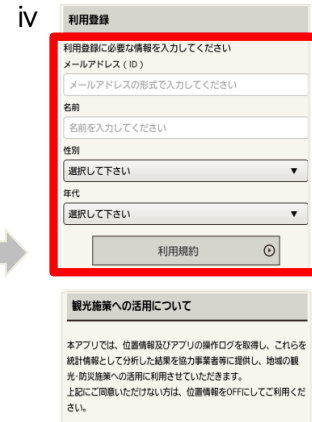 iv
利用登録
利用登録に必要な情報を入力してください
メールアドレス（ID）
メールアドレスの形式で入力してください
名前
名前を入力してください
性別
選択して下さい ▼
年代
選択して下さい ▼
利用規約
観光施策への活用について
本アプリでは、位置情報及びアプリの操作ログを取得し、これらを
統計情報として分析した結果を協力事業者等に提供し、地域の観
光・防災施策への活用に利用させていただきます。
上記にご同意いただけない方は、位置情報をOFFにしてご利用くだ
さい。